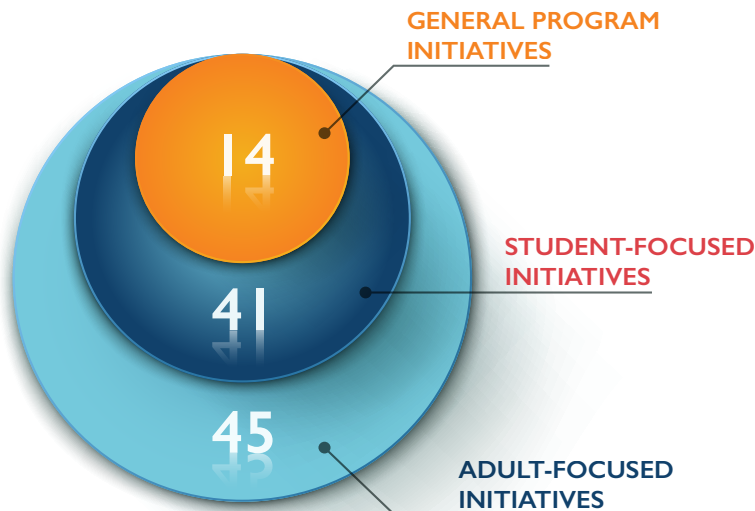 GENERAL PROGRAM
INITIATIVES
14
STUDENT-FOCUSED
INITIATIVES
41
45
ADULT-FOCUSED
INITIATIVES